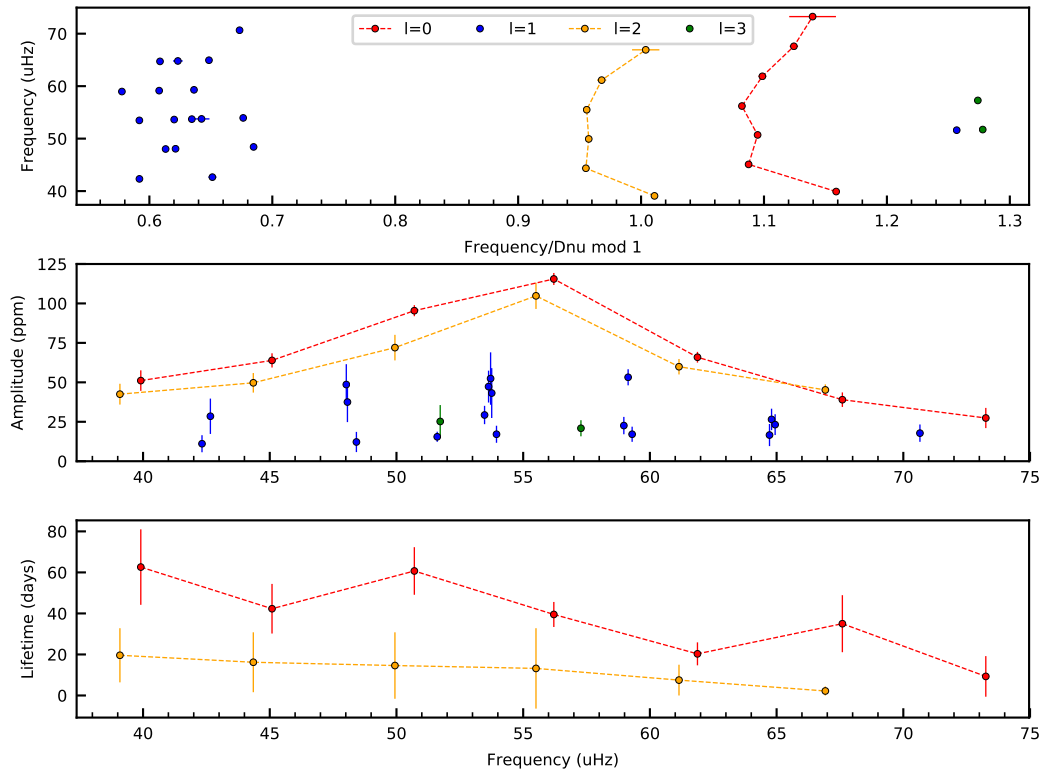 l=0 l=1 l=2 l=3
Frequency (uHz)
70
60
50
40
0.6 0.7 0.8 0.9 1.0 1.1 1.2 1.3
Frequency/Dnu mod 1
Amplitude (ppm)
125
100
75
50
25
0
40 45 50 55 60 65 70 75
Lifetime (days)
80
60
40
20
0
40 45 50 55 60 65 70 75
Frequency (uHz)